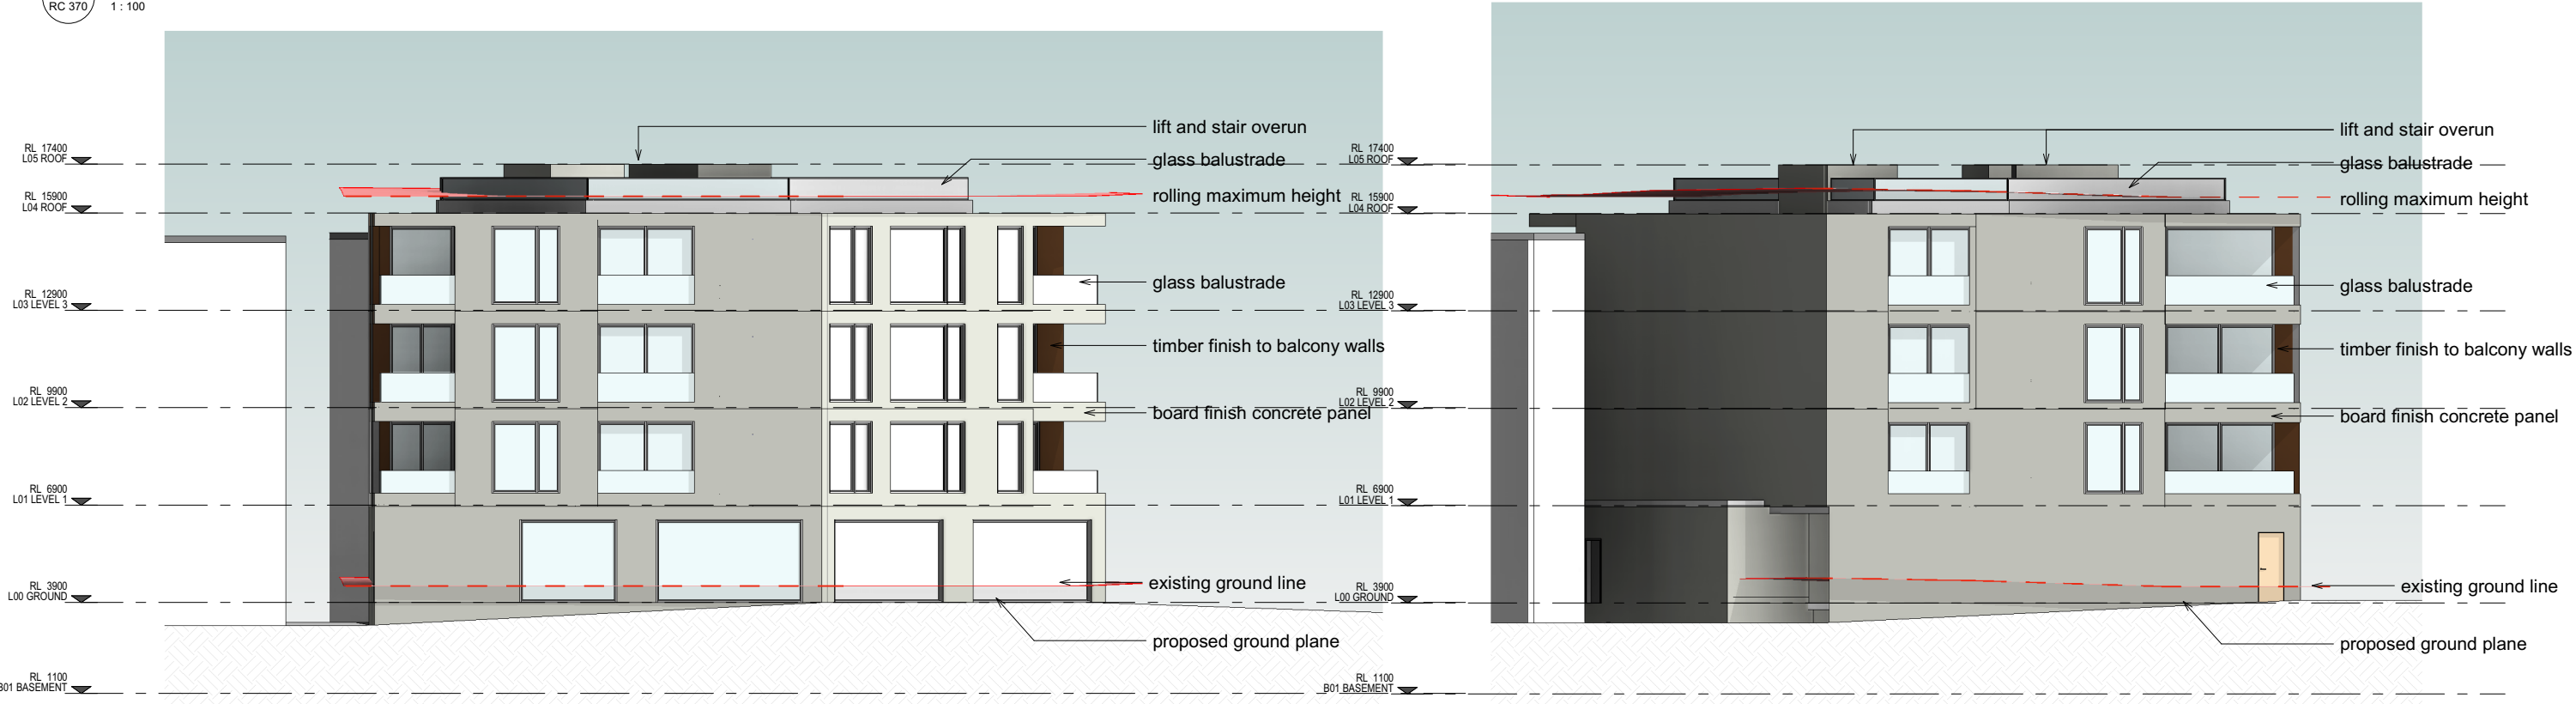 RC 370
1 : 100
lift and stair overun
glass balustrade
rolling maximum height
glass balustrade
timber finish to balcony walls
board finish concrete panel
existing ground line
proposed ground plane
RL 17400
L05 ROOF
RL 15900
L04 ROOF
RL 12900
L03 LEVEL 3
RL 9900
L02 LEVEL 2
RL 6900
L01 LEVEL 1
RL 3900
L00 GROUND
RL 1100
B01 BASEMENT
RL 17400
L05 ROOF
RL 15900
L04 ROOF
RL 12900
L03 LEVEL 3
RL 9900
L02 LEVEL 2
RL 6900
L01 LEVEL 1
RL 3900
L00 GROUND
RL 1100
B01 BASEMENT
lift and stair overun
glass balustrade
rolling maximum height
glass balustrade
timber finish to balcony walls
board finish concrete panel
existing ground line
proposed ground plane